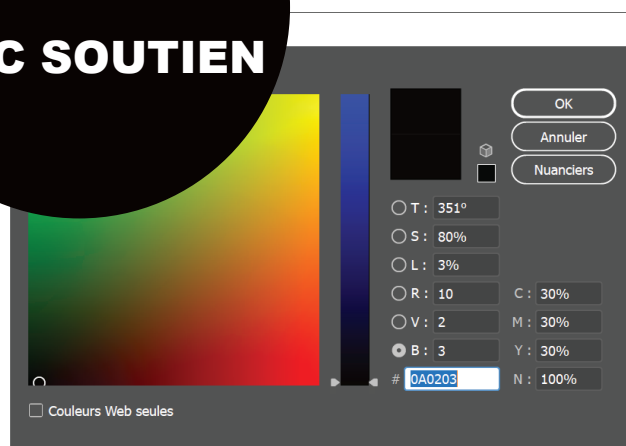 C SOUTIEN
OK
Annuler
Nuanciers
T : 351°
S : 80%
L : 3%
R : 10 C : 30%
V : 2 M : 30%
B : 3 Y : 30%
# 0A0203 N : 100%
Couleurs Web seules